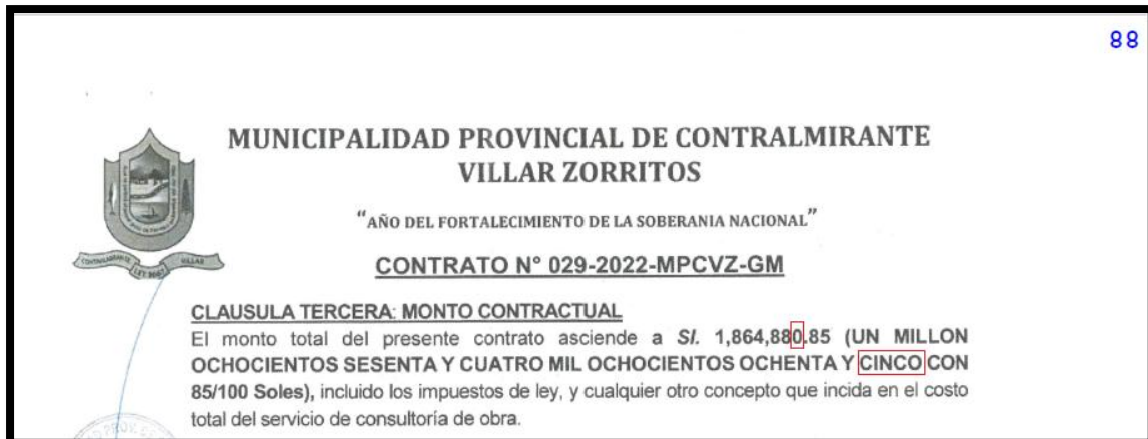 88
MUNICIPALIDAD PROVINCIAL DE CONTRALMIRANTE
VILLAR ZORRITOS
"AÑO DEL FORTALECIMIENTO DE LA SOBERANIA NACIONAL"
CONTRATO N° 029-2022-MPCVZ-GM
CLAUSULA TERCERA: MONTO CONTRACTUAL
El monto total del presente contrato asciende a S/. 1,864,880.85 (UN MILLON
OCHOCIENTOS SESENTA Y CUATRO MIL OCHOCIENTOS OCHENTA Y CINCO CON
85/100 Soles), incluido los impuestos de ley, y cualquier otro concepto que incida en el costo
total del servicio de consultoría de obra.
CONTRALMIRANTE
VILLAR